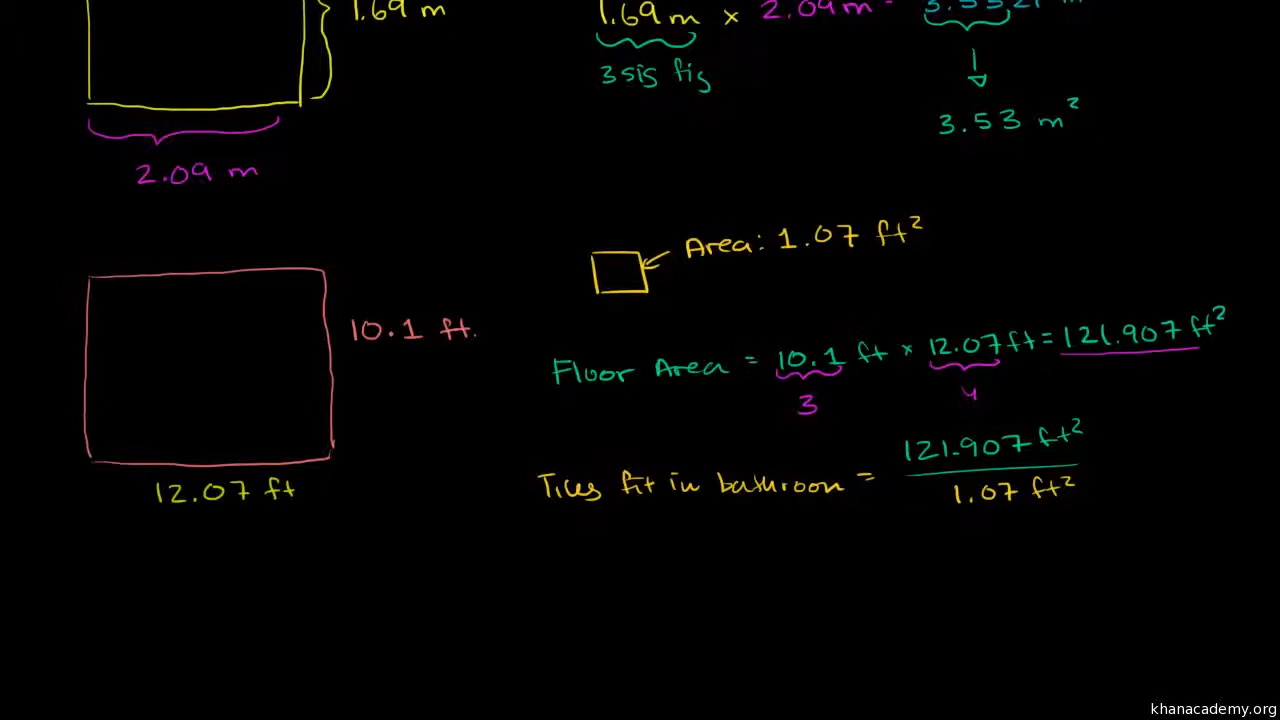 1.69 m
1.69 m × 2.09 m =
3 sig fig
3.53 m²
2.09 m
Area: 1.07 ft²
10.1 ft.
Floor Area = 10.1 ft × 12.07 ft = 121.907 ft²
3
4
Tiles fit in bathroom = 121.907 ft²
1.07 ft²
12.07 ft
khanacademy.org